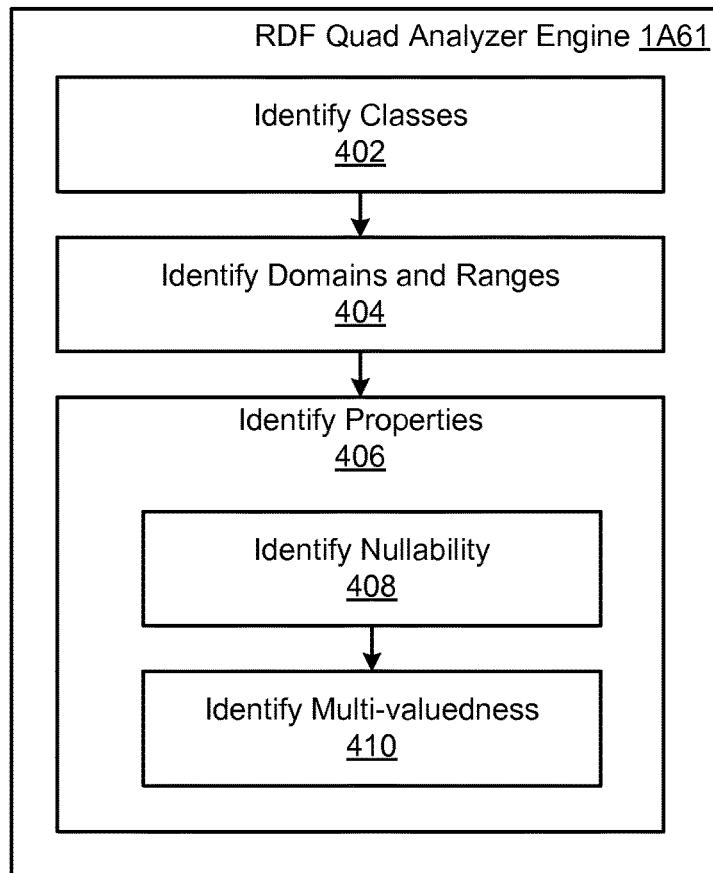 RDF Quad Analyzer Engine 1A61
Identify Classes
402
Identify Domains and Ranges
404
Identify Properties
406
Identify Nullability
408
Identify Multi-valuedness
410